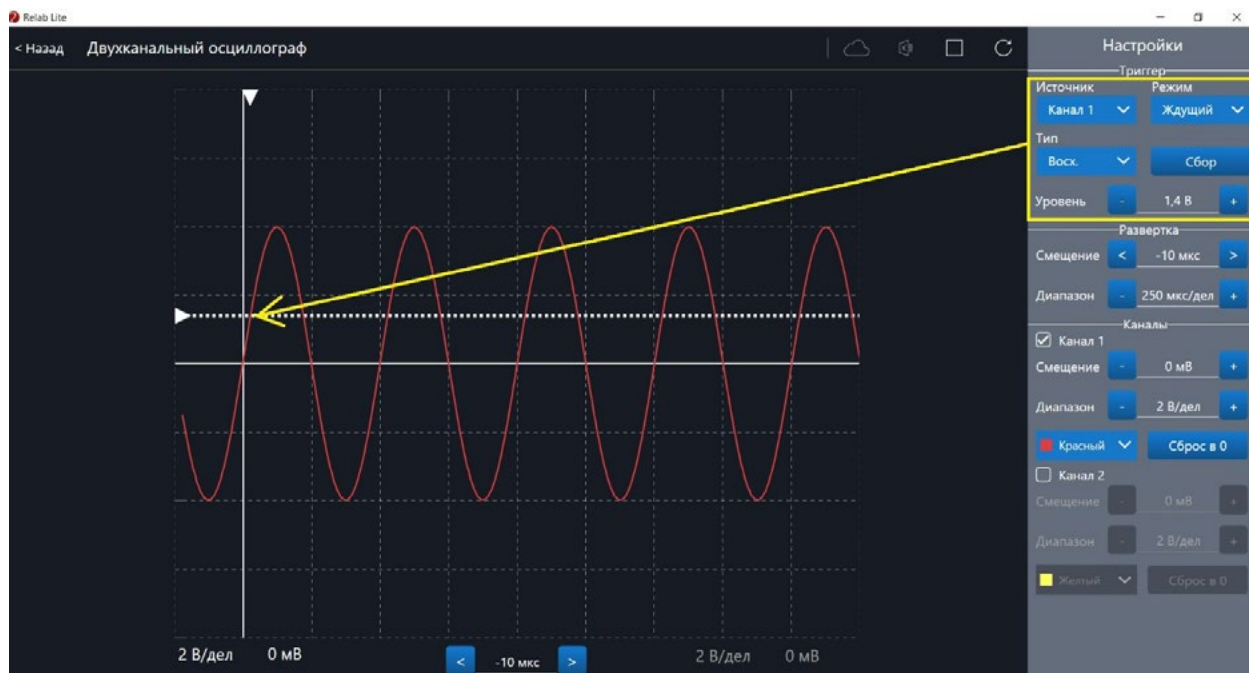 Relab Lite
< Назад Двухканальный осциллограф
Настройки
Триггер
Источник Режим
Канал 1 Ждущий
Тип
Восх. Сбор
Уровень - 1,4 В +
Развертка
Смещение < -10 мкс >
Диапазон - 250 мкс/дел +
Каналы
Канал 1
Смещение - 0 мВ +
Диапазон - 2 В/дел +
Красный Сброс в 0
Канал 2
Смещение - 0 мВ +
Диапазон - 2 В/дел +
Желтый Сброс в 0
2 В/дел 0 мВ < -10 мкс > 2 В/дел 0 мВ